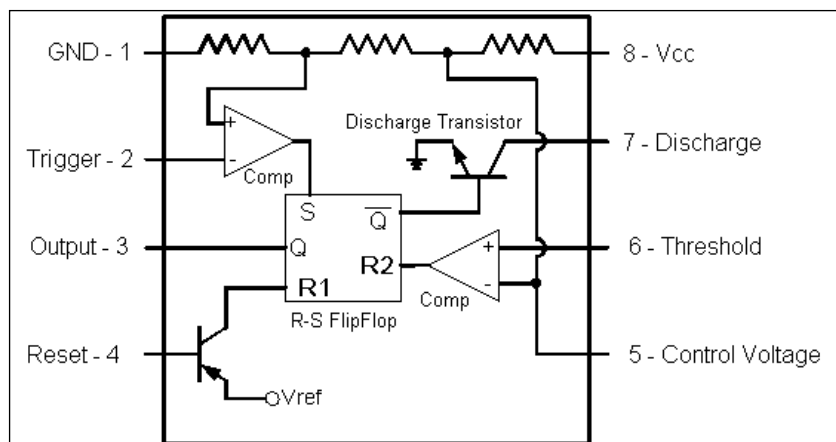 GND - 1
8 - Vcc
Discharge Transistor
7 - Discharge
+
-
Trigger - 2
Comp
S
Q
Output - 3
Q
R2
+
-
6 - Threshold
R1
Comp
R-S FlipFlop
Reset - 4
5 - Control Voltage
Vref